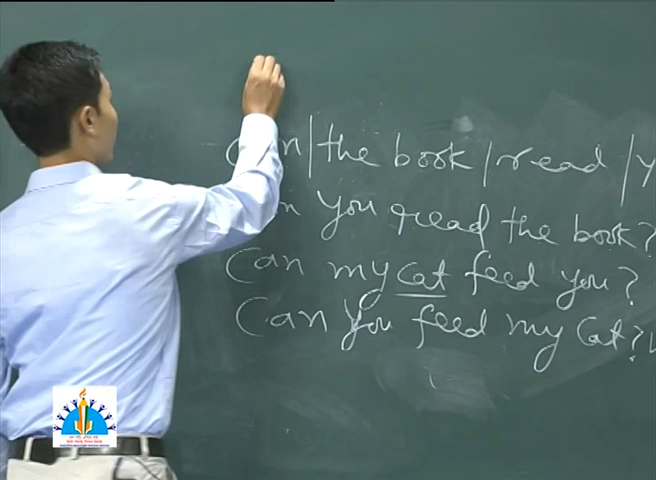 the book / read /
you read the book?
Can my cat feed you?
Can you feed my cat?